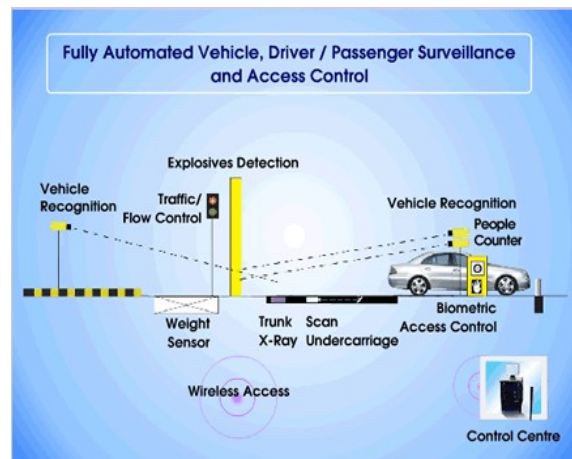 Fully Automated Vehicle, Driver / Passenger Surveillance
and Access Control
Explosives Detection
Vehicle
Recognition
Traffic/
Flow Control
Vehicle Recognition
People
Counter
Weight
Sensor
Trunk
X-Ray
Scan
Undercarriage
Biometric
Access Control
Wireless Access
Control Centre